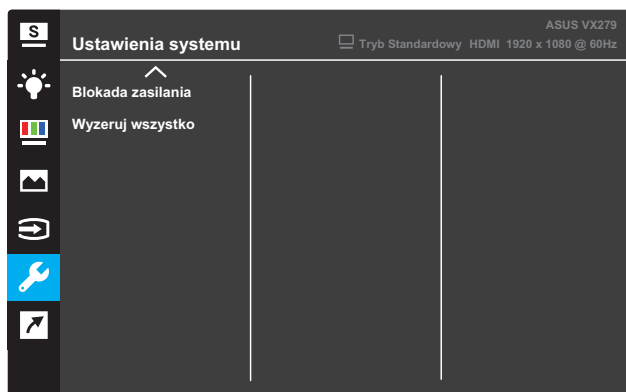 S
ASUS VX279
Ustawienia systemu
Tryb Standardowy HDMI 1920 x 1080 @ 60Hz
Blokada zasilania
Wyzeruj wszystko